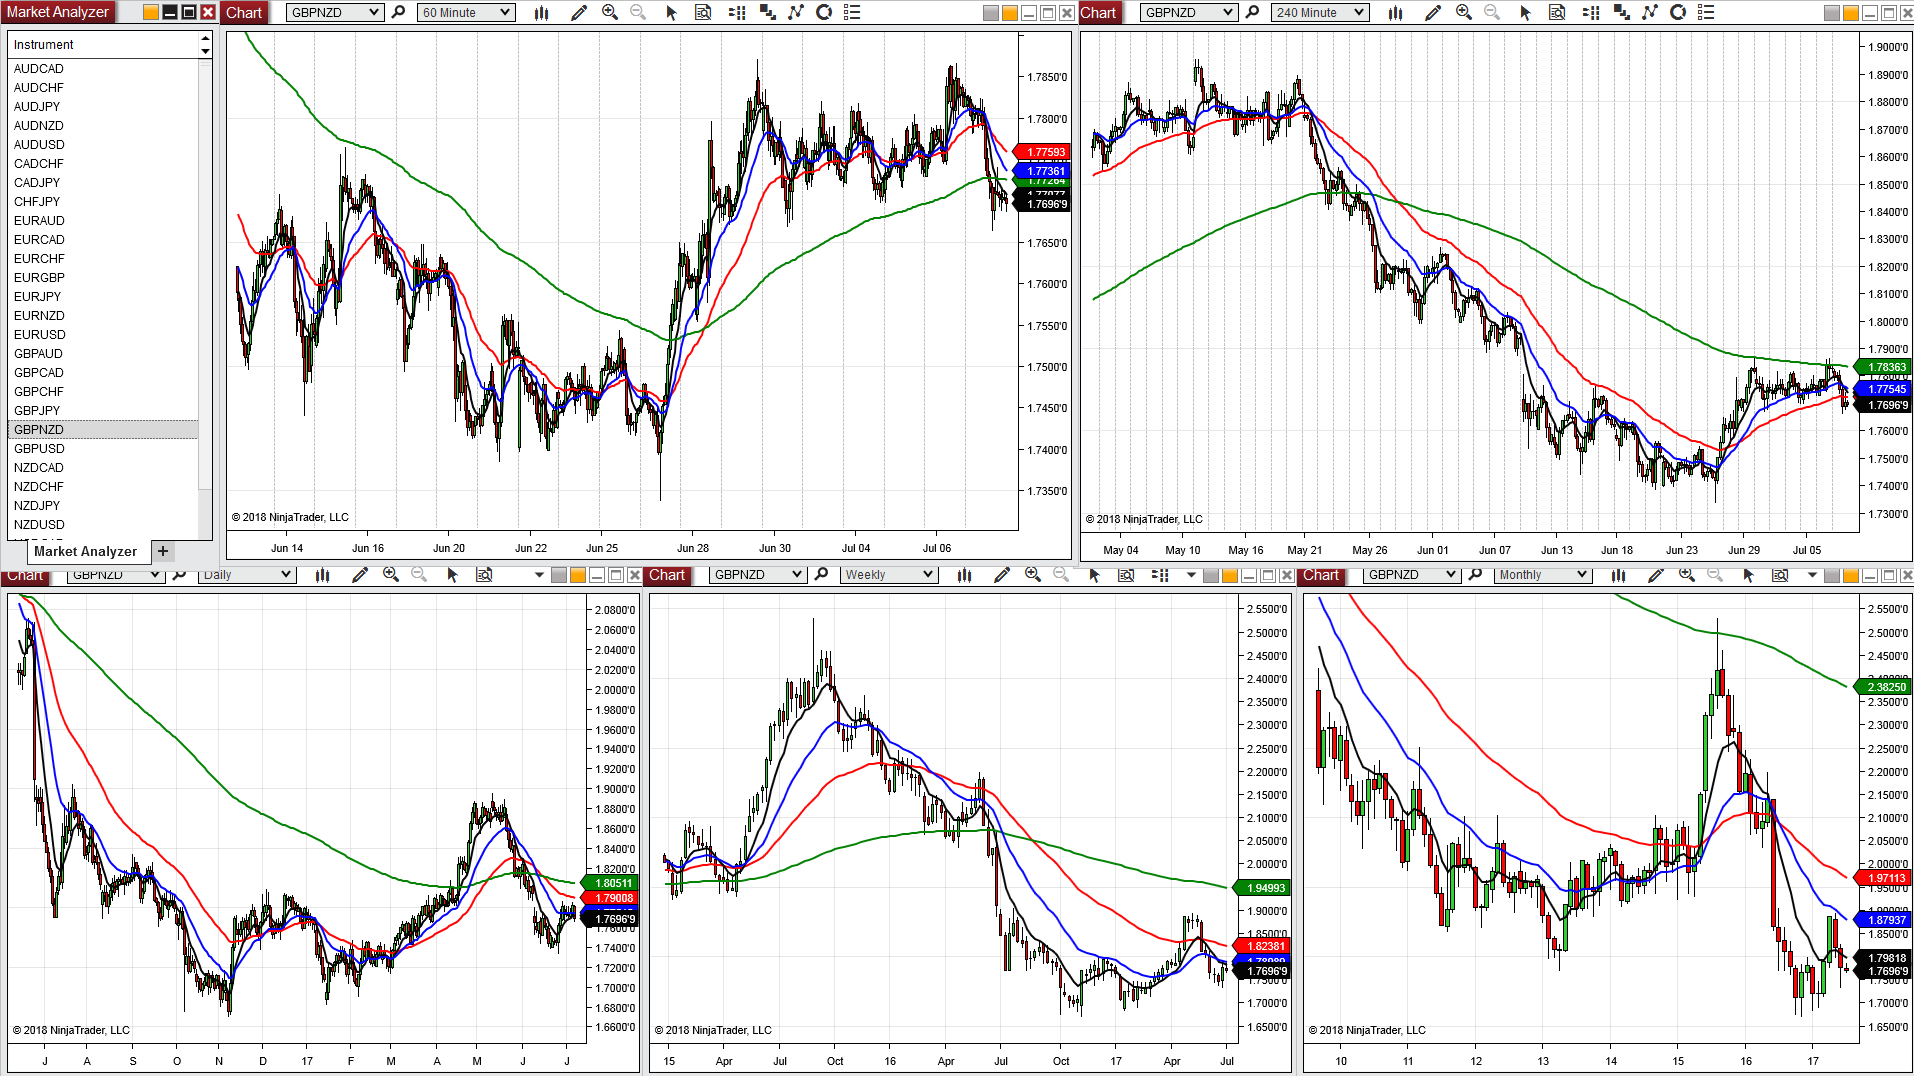 Market Analyzer
Instrument
AUDCAD
AUDCHF
AUDJPY
AUDNZD
AUDUSD
CADCHF
CADJPY
CHFJPY
EURAUD
EURCAD
EURCHF
EURGBP
EURJPY
EURNZD
EURUSD
GBPAUD
GBPCAD
GBPCHF
GBPJPY
GBPNZD
GBPUSD
NZDCAD
NZDCHF
NZDJPY
NZDUSD
Market Analyzer +
Chart GBPNZD 60 Minute
1.7850'0
1.7800'0
1.77593
1.77361
1.77264
1.7696'9
1.7650'0
1.7600'0
1.7550'0
1.7500'0
1.7450'0
1.7400'0
1.7350'0
© 2018 NinjaTrader, LLC
Jun 14 Jun 16 Jun 20 Jun 22 Jun 25 Jun 28 Jun 30 Jul 04 Jul 06
Chart GBPNZD 240 Minute
1.9000'0
1.8900'0
1.8800'0
1.8700'0
1.8600'0
1.8500'0
1.8400'0
1.8300'0
1.8200'0
1.8100'0
1.8000'0
1.7900'0
1.78363
1.7800'0
1.77545
1.7696'9
1.7600'0
1.7500'0
1.7400'0
1.7300'0
© 2018 NinjaTrader, LLC
May 04 May 10 May 16 May 21 May 26 Jun 01 Jun 07 Jun 13 Jun 18 Jun 23 Jun 29 Jul 05
Chart GBPNZD Daily
2.0800'0
2.0600'0
2.0400'0
2.0200'0
2.0000'0
1.9800'0
1.9600'0
1.9400'0
1.9200'0
1.9000'0
1.8800'0
1.8600'0
1.8400'0
1.8200'0
1.80511
1.79008
1.7696'9
1.7600'0
1.7400'0
1.7200'0
1.7000'0
1.6800'0
1.6600'0
© 2018 NinjaTrader, LLC
J A S O N D 17 F M A M J J
Chart GBPNZD Weekly
2.5500'0
2.5000'0
2.4500'0
2.4000'0
2.3500'0
2.3000'0
2.2500'0
2.2000'0
2.1500'0
2.1000'0
2.0500'0
2.0000'0
1.94993
1.9000'0
1.8500'0
1.82381
1.7696'9
1.7000'0
1.6500'0
© 2018 NinjaTrader, LLC
15 Apr Jul Oct 16 Apr Jul Oct 17 Apr Jul
Chart GBPNZD Monthly
2.5500'0
2.5000'0
2.4500'0
2.4000'0
2.38250
2.3500'0
2.3000'0
2.2500'0
2.2000'0
2.1500'0
2.1000'0
2.0500'0
2.0000'0
1.97113
1.9500'0
1.87937
1.8500'0
1.79818
1.7696'9
1.7000'0
1.6500'0
© 2018 NinjaTrader, LLC
10 11 12 13 14 15 16 17